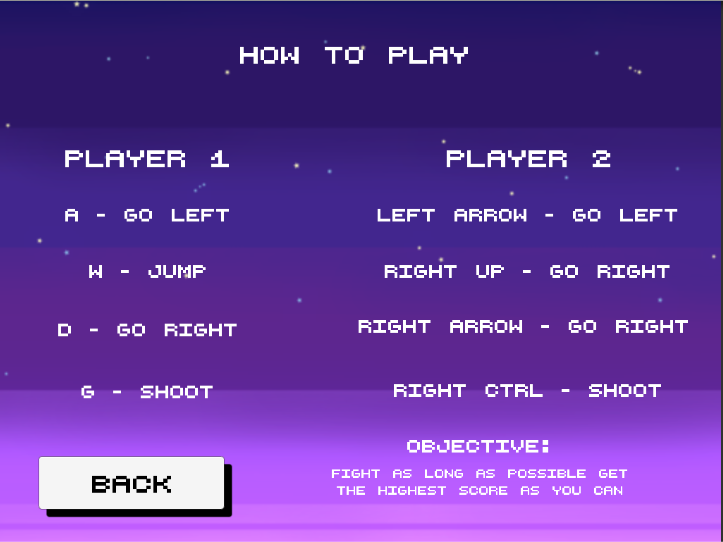 HOW TO PLAY
PLAYER 1
A - GO LEFT
W - JUMP
D - GO RIGHT
G - SHOOT
PLAYER 2
LEFT ARROW - GO LEFT
RIGHT UP - GO RIGHT
RIGHT ARROW - GO RIGHT
RIGHT CTRL - SHOOT
OBJECTIVE:
FIGHT AS LONG AS POSSIBLE GET
THE HIGHEST SCORE AS YOU CAN
BACK